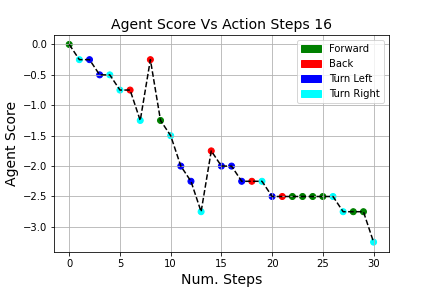 Agent Score Vs Action Steps 16
Forward
Back
Turn Left
Turn Right
Agent Score
0.0
−0.5
−1.0
−1.5
−2.0
−2.5
−3.0
0 5 10 15 20 25 30
Num. Steps